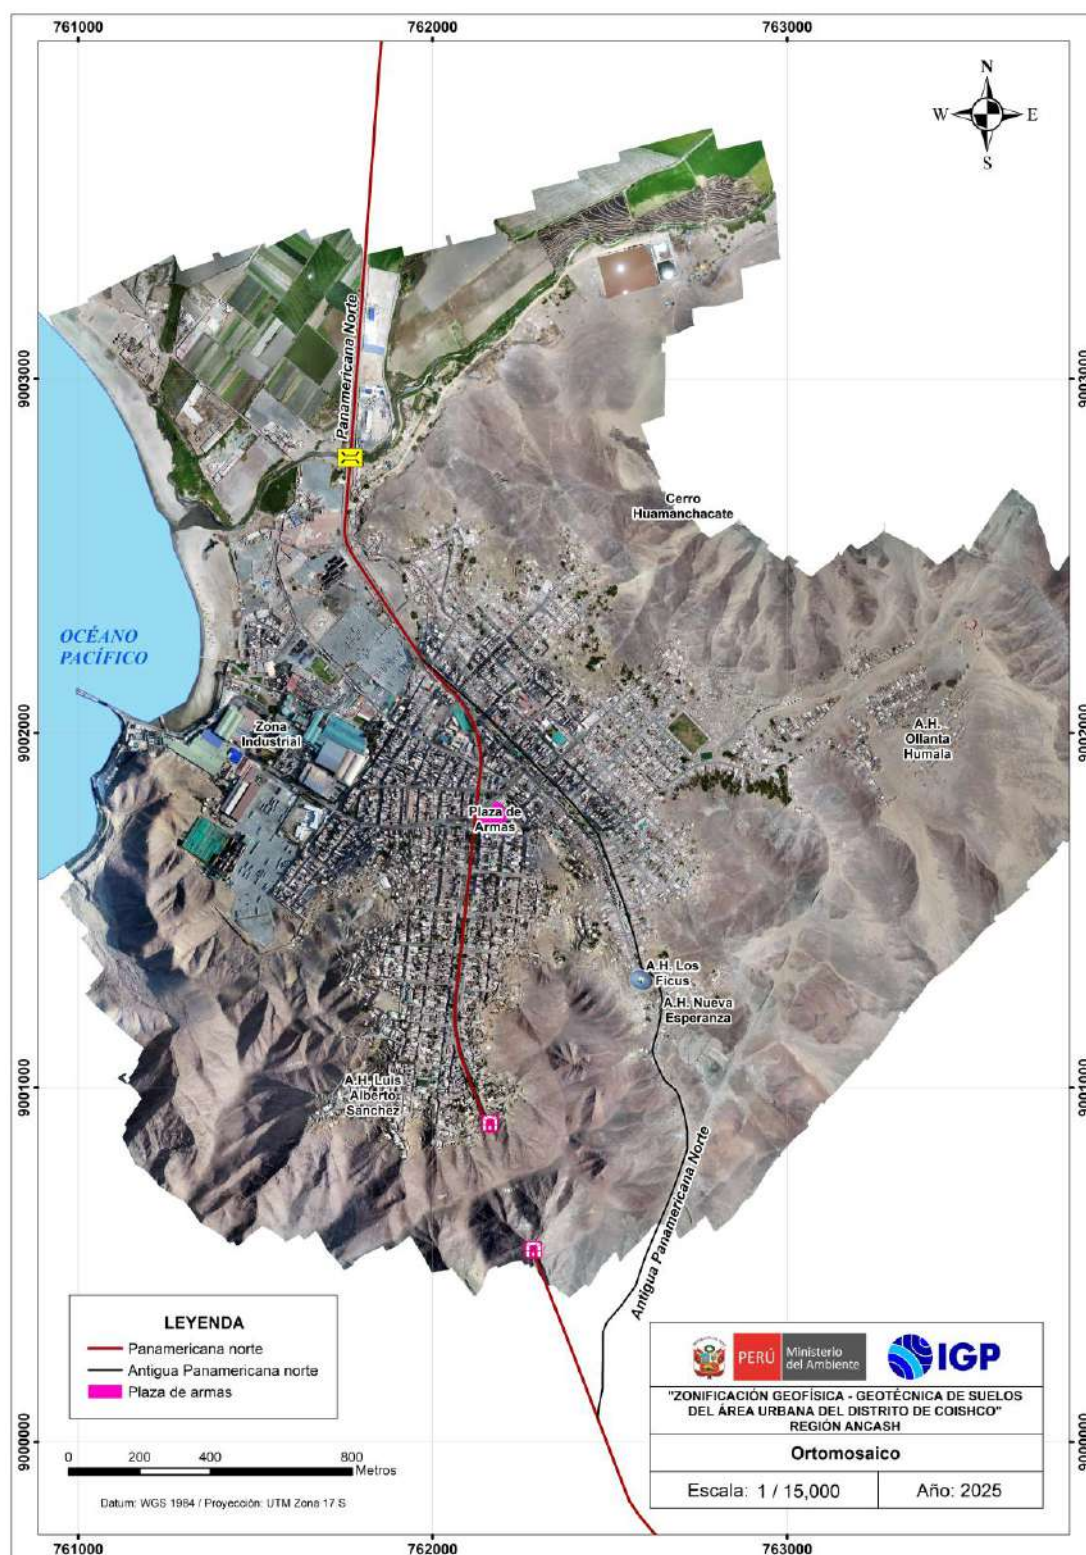 761000
762000
763000
N
W
E
S
Panamericana Norte
9003000
9003000
Cerro
Huamanchacate
OCÉANO
PACÍFICO
Zona
Industrial
9002000
9002000
A.H.
Ollanta
Humala
Plaza de
Armas
A.H. Los
Ficus
A.H. Nueva
Esperanza
9001000
9001000
A.H. Luis
Alberto
Sánchez
Antigua Panamericana Norte
LEYENDA
Panamericana norte
Antigua Panamericana norte
Plaza de armas
PERÚ
Ministerio
del Ambiente
IGP
"ZONIFICACIÓN GEOFÍSICA - GEOTÉCNICA DE SUELOS
DEL ÁREA URBANA DEL DISTRITO DE COISHCO"
REGIÓN ANCASH
Ortomosaico
Escala: 1 / 15,000
Año: 2025
9000000
9000000
0
200
400
800
Metros
Datum: WGS 1984 / Proyección: UTM Zona 17 S
761000
762000
763000